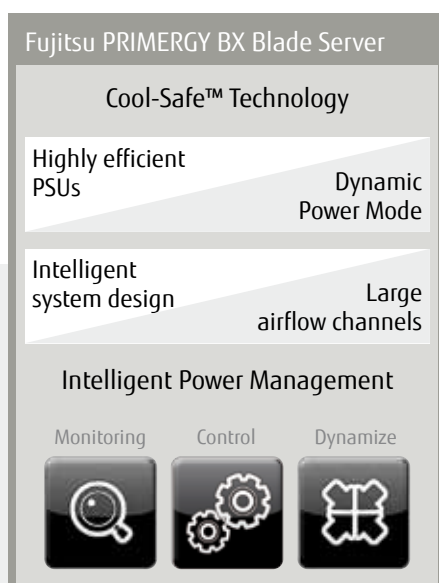 Fujitsu PRIMERGY BX Blade Server
Cool-Safe™ Technology
Highly efficient
PSUs
Dynamic
Power Mode
Intelligent
system design
Large
airflow channels
Intelligent Power Management
Monitoring Control Dynamize